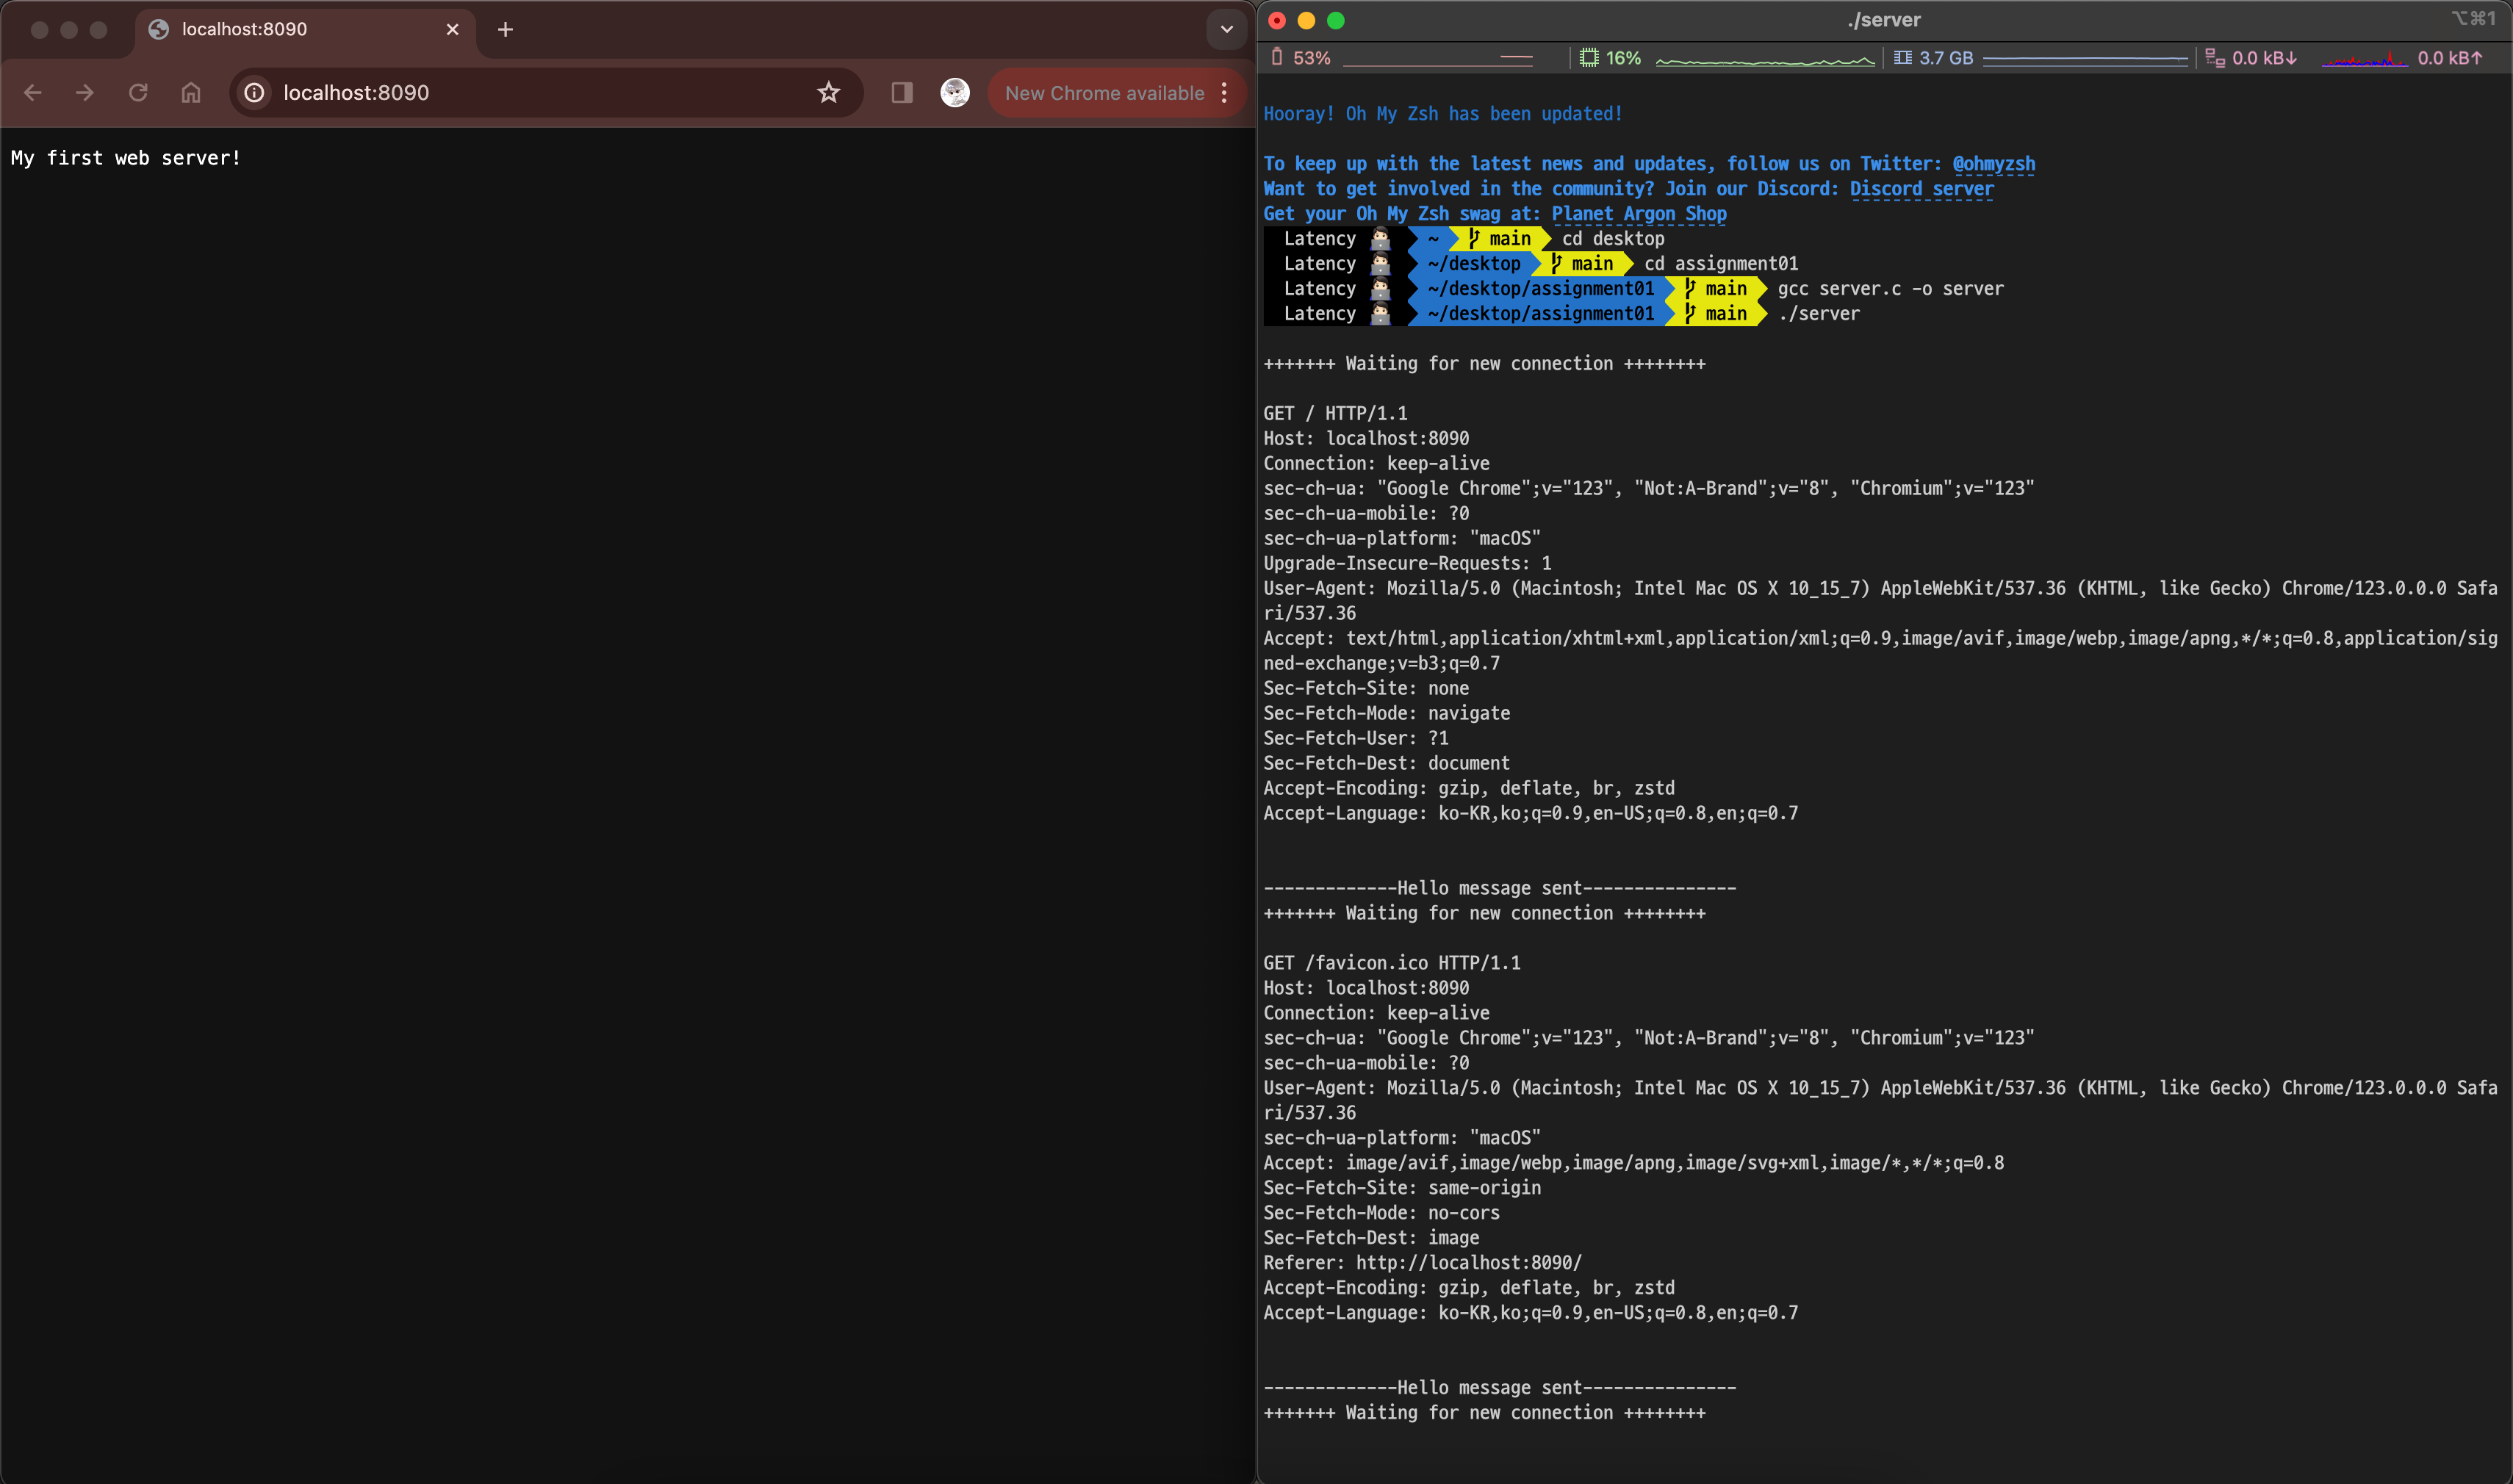 localhost:8090
localhost:8090
New Chrome available
My first web server!
./server
⌥⌘1
53%
16%
3.7 GB
0.0 kB↓
0.0 kB↑
Hooray! Oh My Zsh has been updated!
To keep up with the latest news and updates, follow us on Twitter: @ohmyzsh
Want to get involved in the community? Join our Discord: Discord server
Get your Oh My Zsh swag at: Planet Argon Shop
Latency ~ main cd desktop
Latency ~/desktop main cd assignment01
Latency ~/desktop/assignment01 main gcc server.c -o server
Latency ~/desktop/assignment01 main ./server
+++++++ Waiting for new connection ++++++++
GET / HTTP/1.1
Host: localhost:8090
Connection: keep-alive
sec-ch-ua: "Google Chrome";v="123", "Not:A-Brand";v="8", "Chromium";v="123"
sec-ch-ua-mobile: ?0
sec-ch-ua-platform: "macOS"
Upgrade-Insecure-Requests: 1
User-Agent: Mozilla/5.0 (Macintosh; Intel Mac OS X 10_15_7) AppleWebKit/537.36 (KHTML, like Gecko) Chrome/123.0.0.0 Safa
ri/537.36
Accept: text/html,application/xhtml+xml,application/xml;q=0.9,image/avif,image/webp,image/apng,*/*;q=0.8,application/sig
ned-exchange;v=b3;q=0.7
Sec-Fetch-Site: none
Sec-Fetch-Mode: navigate
Sec-Fetch-User: ?1
Sec-Fetch-Dest: document
Accept-Encoding: gzip, deflate, br, zstd
Accept-Language: ko-KR,ko;q=0.9,en-US;q=0.8,en;q=0.7
-------------Hello message sent---------------
+++++++ Waiting for new connection ++++++++
GET /favicon.ico HTTP/1.1
Host: localhost:8090
Connection: keep-alive
sec-ch-ua: "Google Chrome";v="123", "Not:A-Brand";v="8", "Chromium";v="123"
sec-ch-ua-mobile: ?0
User-Agent: Mozilla/5.0 (Macintosh; Intel Mac OS X 10_15_7) AppleWebKit/537.36 (KHTML, like Gecko) Chrome/123.0.0.0 Safa
ri/537.36
sec-ch-ua-platform: "macOS"
Accept: image/avif,image/webp,image/apng,image/svg+xml,image/*,*/*;q=0.8
Sec-Fetch-Site: same-origin
Sec-Fetch-Mode: no-cors
Sec-Fetch-Dest: image
Referer: http://localhost:8090/
Accept-Encoding: gzip, deflate, br, zstd
Accept-Language: ko-KR,ko;q=0.9,en-US;q=0.8,en;q=0.7
-------------Hello message sent---------------
+++++++ Waiting for new connection ++++++++